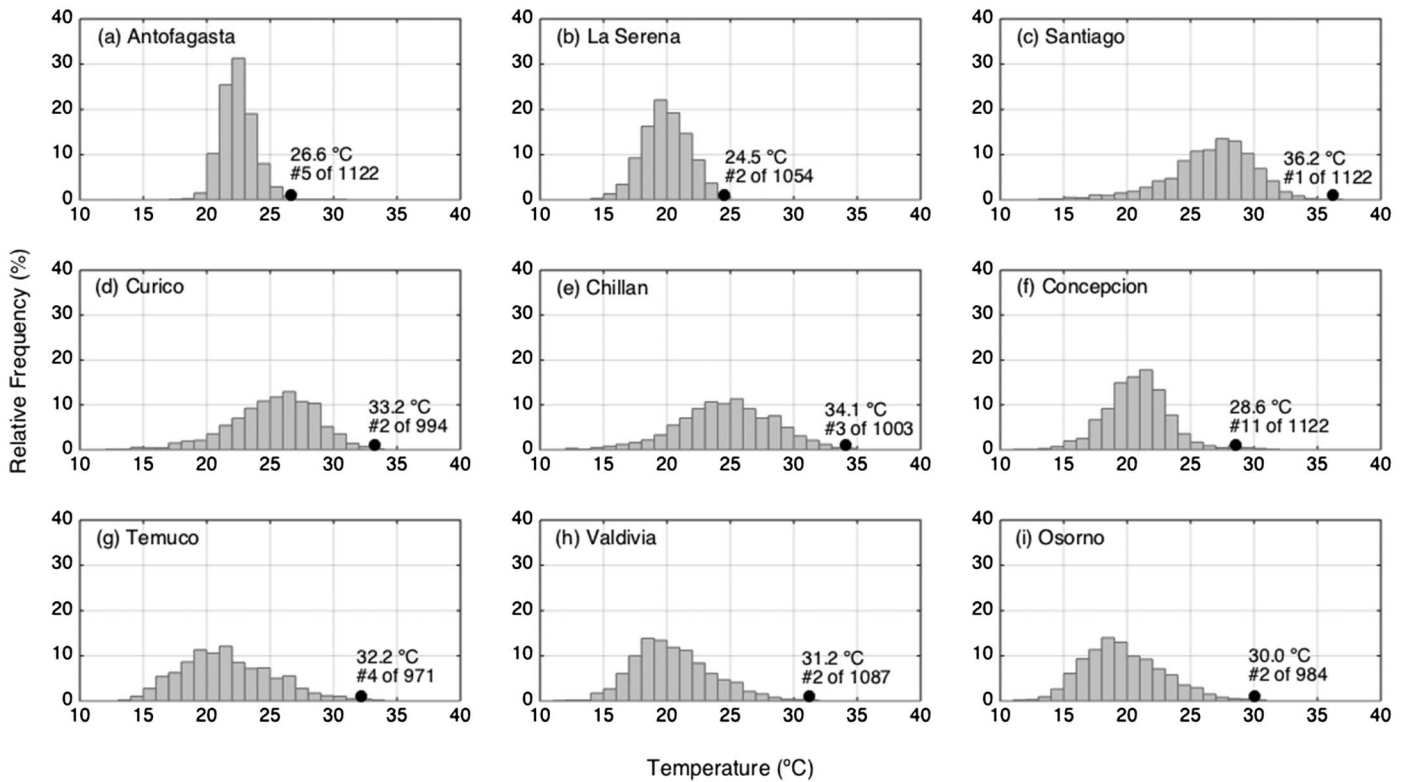 (a) Antofagasta
40
30
20
10
0
26.6 °C
#5 of 1122
10 15 20 25 30 35 40
(b) La Serena
40
30
20
10
0
24.5 °C
#2 of 1054
10 15 20 25 30 35 40
(c) Santiago
40
30
20
10
0
36.2 °C
#1 of 1122
10 15 20 25 30 35 40
Relative Frequency (%)
(d) Curico
40
30
20
10
0
33.2 °C
#2 of 994
10 15 20 25 30 35 40
(e) Chillan
40
30
20
10
0
34.1 °C
#3 of 1003
10 15 20 25 30 35 40
(f) Concepcion
40
30
20
10
0
28.6 °C
#11 of 1122
10 15 20 25 30 35 40
(g) Temuco
40
30
20
10
0
32.2 °C
#4 of 971
10 15 20 25 30 35 40
(h) Valdivia
40
30
20
10
0
31.2 °C
#2 of 1087
10 15 20 25 30 35 40
(i) Osorno
40
30
20
10
0
30.0 °C
#2 of 984
10 15 20 25 30 35 40
Temperature (ºC)